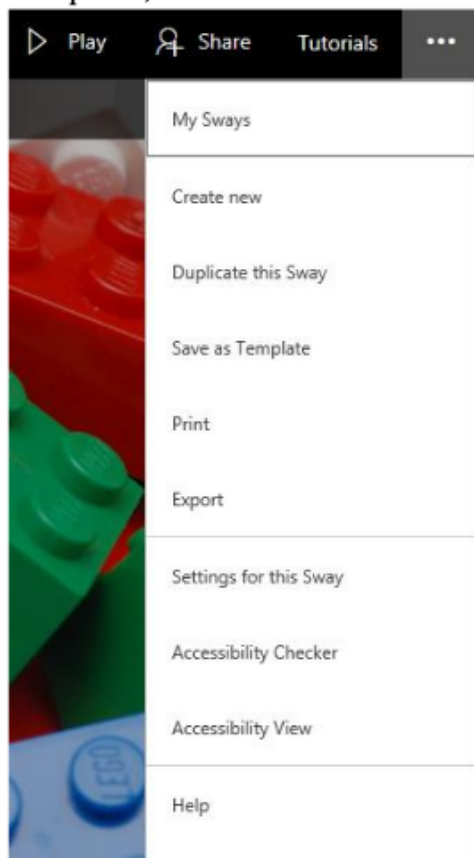 Play Share Tutorials ...
My Sways
Create new
Duplicate this Sway
Save as Template
Print
Export
Settings for this Sway
Accessibility Checker
Accessibility View
LEGO
Help